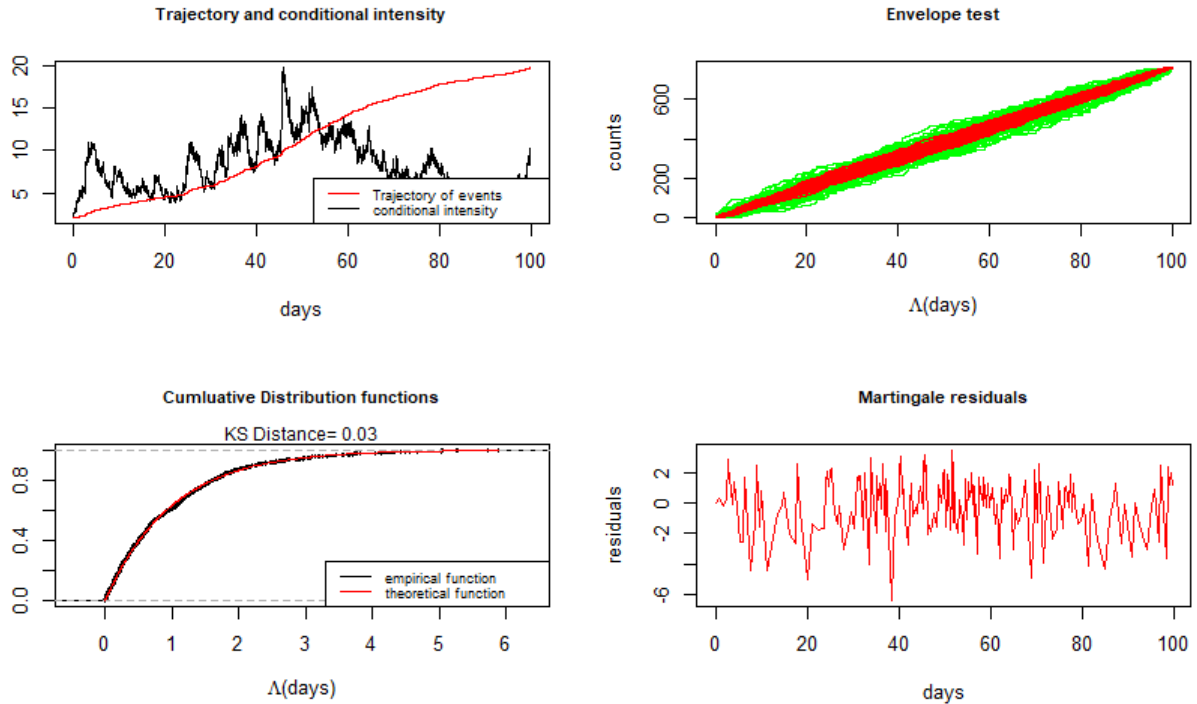 Trajectory and conditional intensity
20
15
10
5
Trajectory of events
conditional intensity
0 20 40 60 80 100
days
Envelope test
counts
600
200
0
0 20 40 60 80 100
Λ(days)
Cumluative Distribution functions
KS Distance= 0.03
0.8
0.4
0.0
empirical function
theoretical function
0 1 2 3 4 5 6
Λ(days)
Martingale residuals
residuals
2
0
-2
-6
0 20 40 60 80 100
days